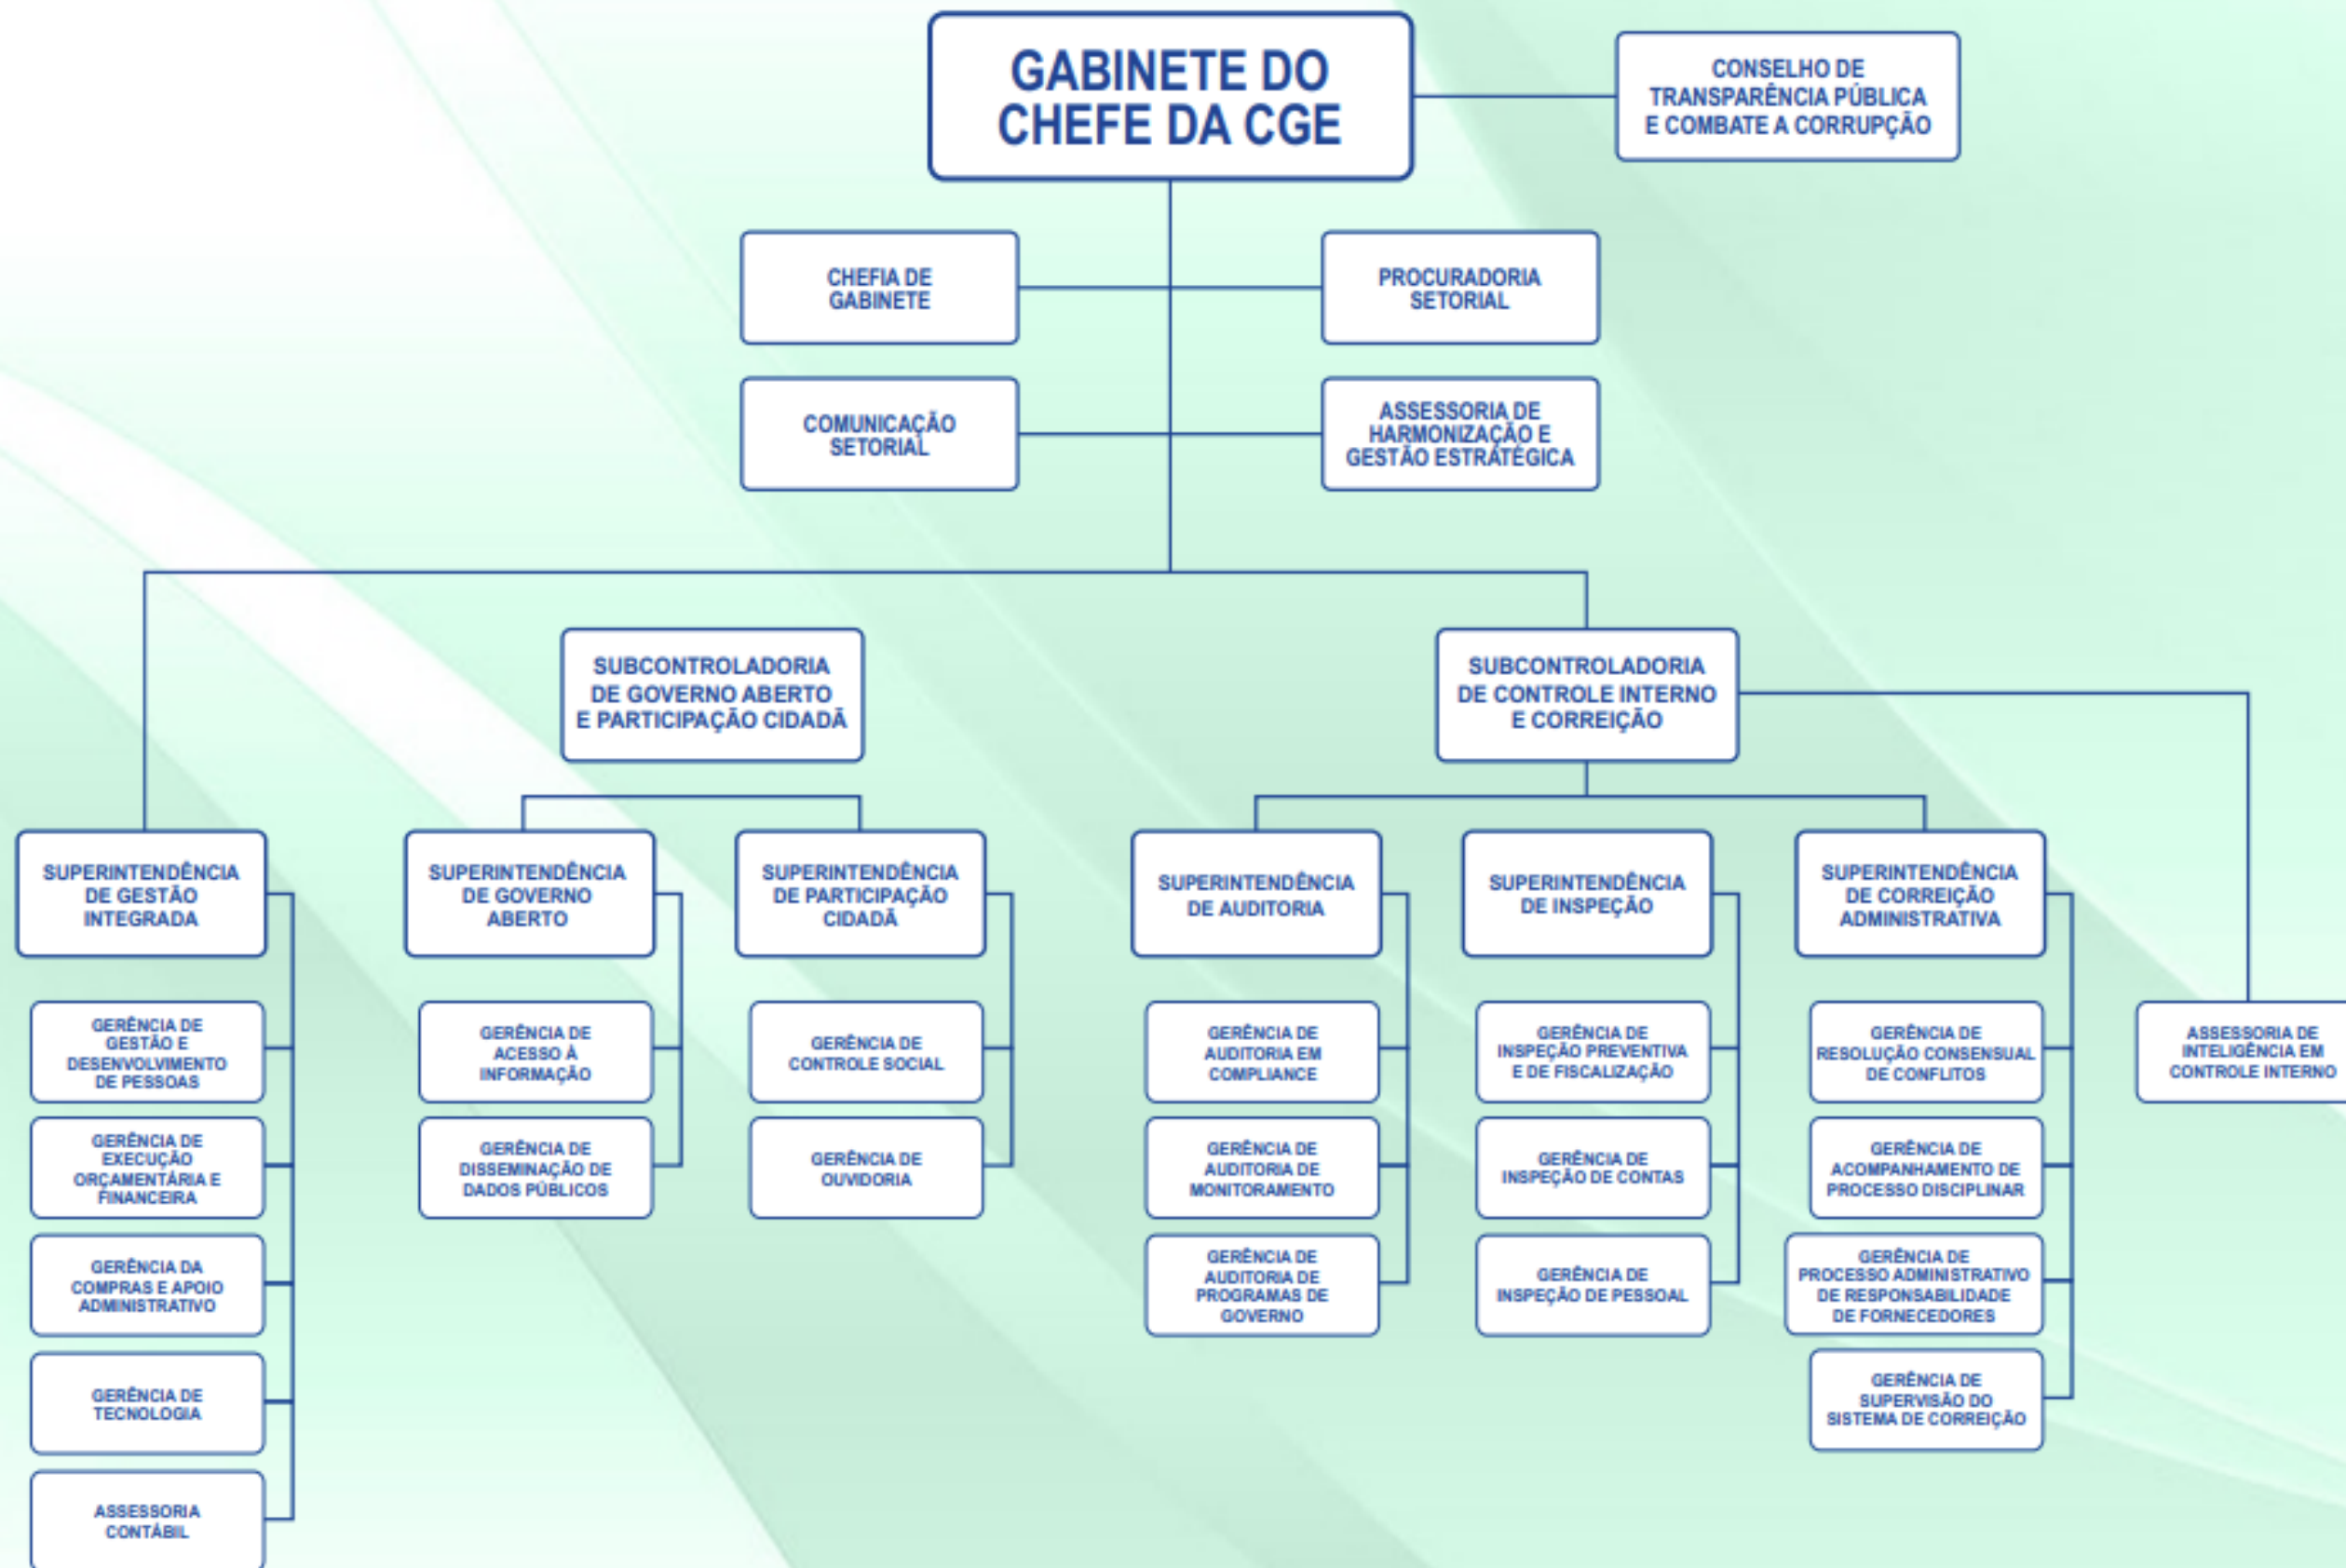 GABINETE DO
CHEFE DA CGE
CONSELHO DE
TRANSPARÊNCIA PÚBLICA
E COMBATE A CORRUPÇÃO
CHEFIA DE
GABINETE
PROCURADORIA
SETORIAL
COMUNICAÇÃO
SETORIAL
ASSESSORIA DE
HARMONIZAÇÃO E
GESTÃO ESTRATÉGICA
SUBCONTROLADORIA
DE GOVERNO ABERTO
E PARTICIPAÇÃO CIDADÃ
SUBCONTROLADORIA
DE CONTROLE INTERNO
E CORREIÇÃO
SUPERINTENDÊNCIA
DE GESTÃO
INTEGRADA
SUPERINTENDÊNCIA
DE GOVERNO
ABERTO
SUPERINTENDÊNCIA
DE PARTICIPAÇÃO
CIDADÃ
SUPERINTENDÊNCIA
DE AUDITORIA
SUPERINTENDÊNCIA
DE INSPEÇÃO
SUPERINTENDÊNCIA
DE CORREIÇÃO
ADMINISTRATIVA
GERÊNCIA DE
GESTÃO E
DESENVOLVIMENTO
DE PESSOAS
GERÊNCIA DE
ACESSO À
INFORMAÇÃO
GERÊNCIA DE
CONTROLE SOCIAL
GERÊNCIA DE
AUDITORIA EM
COMPLIANCE
GERÊNCIA DE
INSPEÇÃO PREVENTIVA
E DE FISCALIZAÇÃO
GERÊNCIA DE
RESOLUÇÃO CONSENSUAL
DE CONFLITOS
ASSESSORIA DE
INTELIGÊNCIA EM
CONTROLE INTERNO
GERÊNCIA DE
EXECUÇÃO
ORÇAMENTÁRIA E
FINANCEIRA
GERÊNCIA DE
DISSEMINAÇÃO DE
DADOS PÚBLICOS
GERÊNCIA DE
OUVIDORIA
GERÊNCIA DE
AUDITORIA DE
MONITORAMENTO
GERÊNCIA DE
INSPEÇÃO DE CONTAS
GERÊNCIA DE
ACOMPANHAMENTO DE
PROCESSO DISCIPLINAR
GERÊNCIA DA
COMPRAS E APOIO
ADMINISTRATIVO
GERÊNCIA DE
AUDITORIA DE
PROGRAMAS DE
GOVERNO
GERÊNCIA DE
INSPEÇÃO DE PESSOAL
GERÊNCIA DE
PROCESSO ADMINISTRATIVO
DE RESPONSABILIDADE
DE FORNECEDORES
GERÊNCIA DE
TECNOLOGIA
GERÊNCIA DE
SUPERVISÃO DO
SISTEMA DE CORREIÇÃO
ASSESSORIA
CONTÁBIL